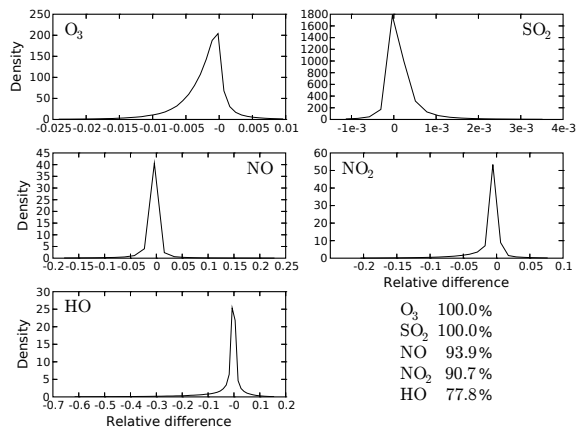 O3
Density
250
200
150
100
50
0
-0.025 -0.02 -0.015 -0.01 -0.005 -0 0.005 0.01
SO2
1800
1600
1400
1200
1000
800
600
400
200
0
-1e-3 0 1e-3 2e-3 3e-3 4e-3
NO
Density
45
40
35
30
25
20
15
10
5
0
-0.2 -0.15 -0.1 -0.05 0 0.05 0.1 0.15 0.2 0.25
NO2
60
50
40
30
20
10
0
-0.2 -0.15 -0.1 -0.05 -0 0.05 0.1
Relative difference
HO
Density
30
25
20
15
10
5
0
-0.7 -0.6 -0.5 -0.4 -0.3 -0.2 -0.1 -0 0.1 0.2
Relative difference
O3 100.0%
SO2 100.0%
NO 93.9%
NO2 90.7%
HO 77.8%